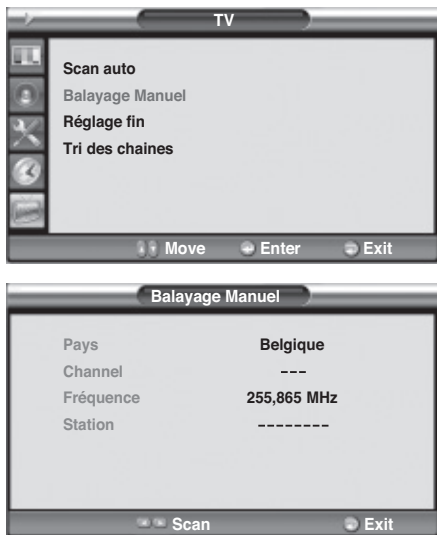 TV
Scan auto
Balayage Manuel
Réglage fin
Tri des chaines
Move Enter Exit
Balayage Manuel
Pays Belgique
Channel ---
Fréquence 255,865 MHz
Station --------
Scan Exit